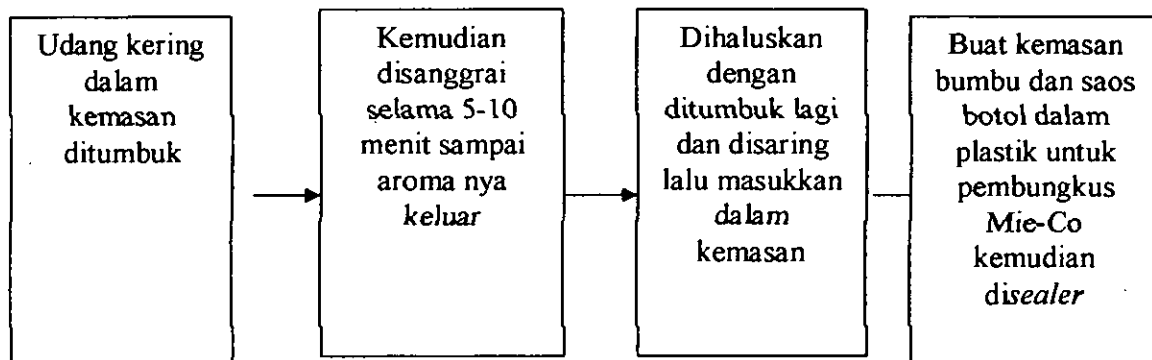 Udang kering
dalam
kemasan
ditumbuk
Kemudian
disanggrai
selama 5-10
menit sampai
aroma nya
keluar
Dihaluskan
dengan
ditumbuk lagi
dan disaring
lalu masukkan
dalam
kemasan
Buat kemasan
bumbu dan saos
botol dalam
plastik untuk
pembungkus
Mie-Co
kemudian
disealer